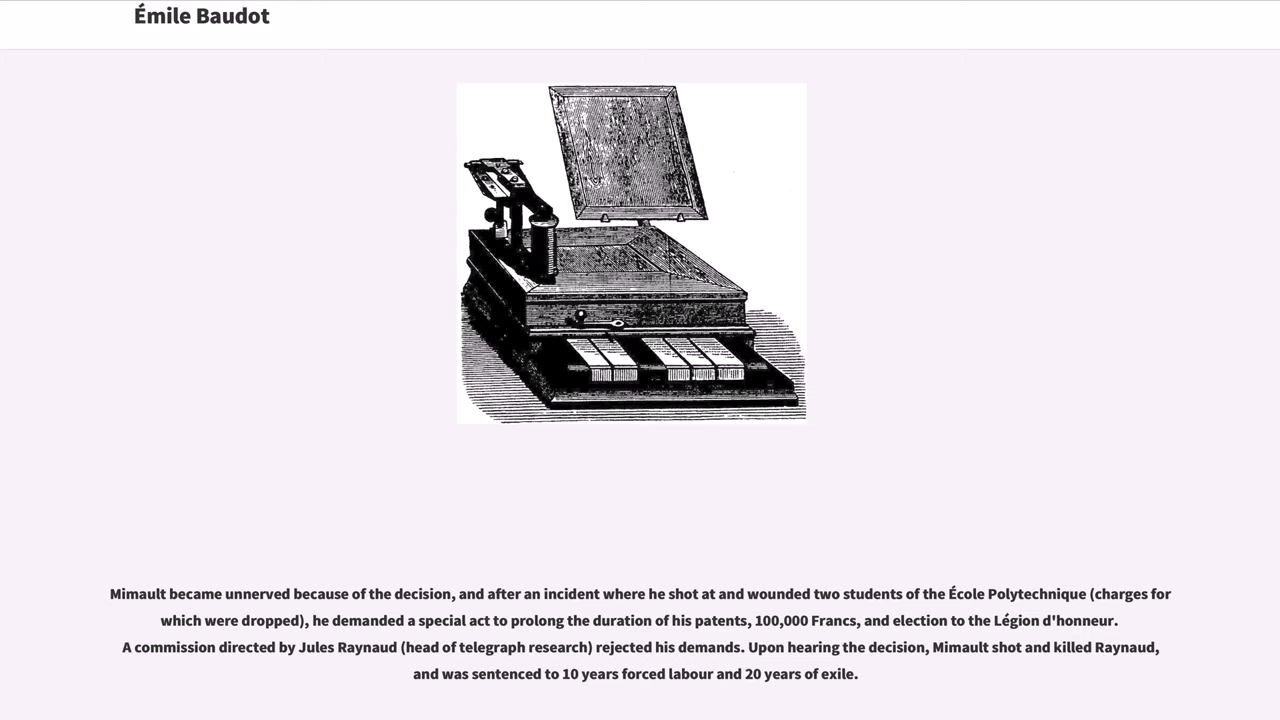 Émile Baudot
Mimault became unnerved because of the decision, and after an incident where he shot at and wounded two students of the École Polytechnique (charges for
which were dropped), he demanded a special act to prolong the duration of his patents, 100,000 Francs, and election to the Légion d'honneur.
A commission directed by Jules Raynaud (head of telegraph research) rejected his demands. Upon hearing the decision, Mimault shot and killed Raynaud,
and was sentenced to 10 years forced labour and 20 years of exile.